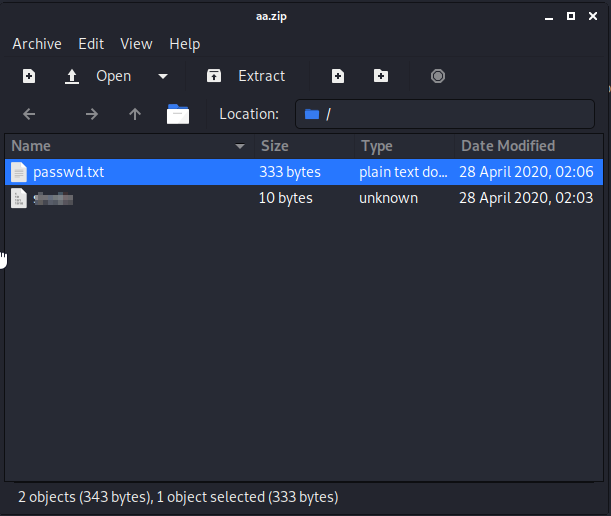 aa.zip
Archive Edit View Help
Open Extract
Location: /
Name Size Type Date Modified
passwd.txt 333 bytes plain text do... 28 April 2020, 02:06
10 bytes unknown 28 April 2020, 02:03
2 objects (343 bytes), 1 object selected (333 bytes)